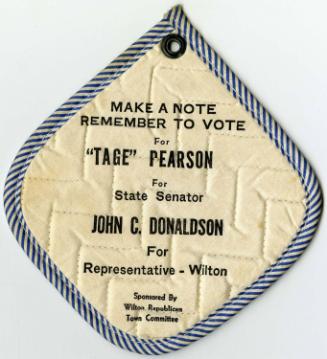 MAKE A NOTE
REMEMBER TO VOTE
For
"TAGE" PEARSON
For
State Senator
JOHN C. DONALDSON
For
Representative - Wilton
Sponsored By
Wilton Republican
Town Committee